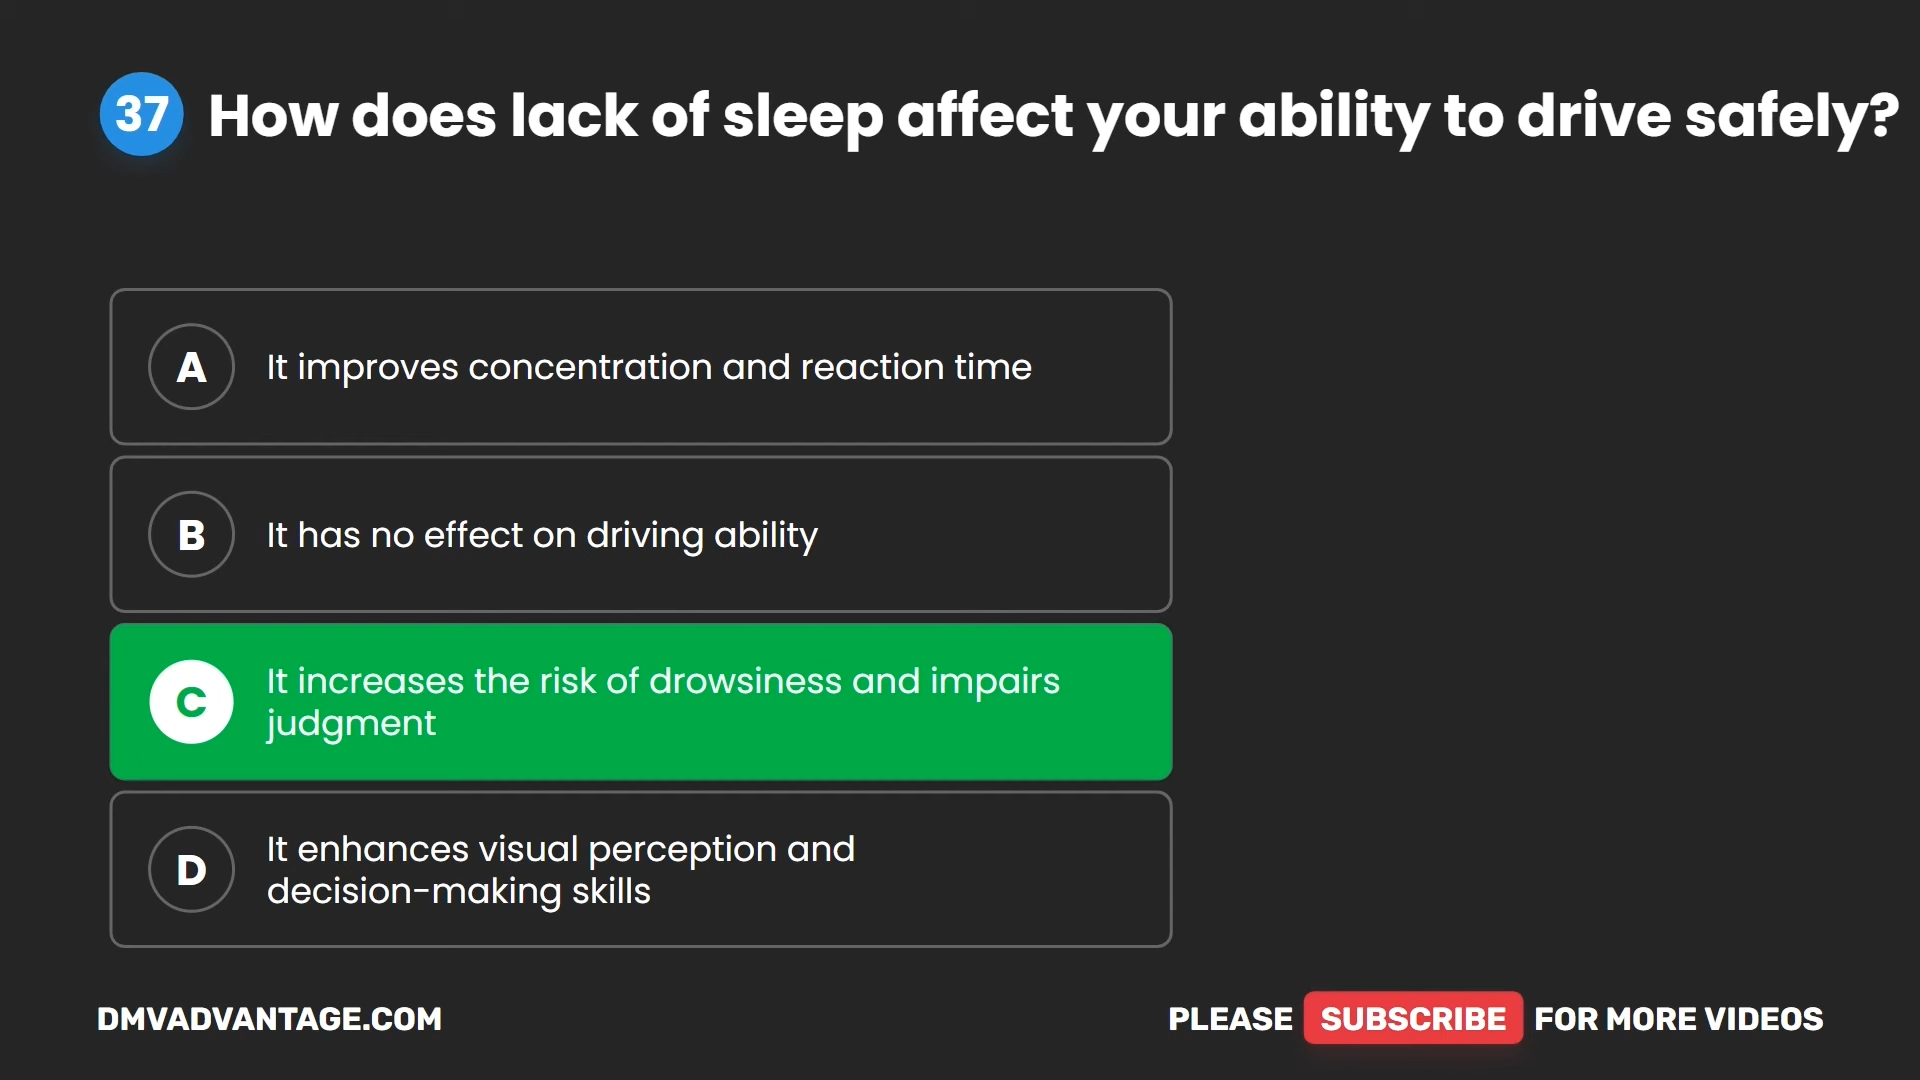 37 How does lack of sleep affect your ability to drive safely?
A It improves concentration and reaction time
B It has no effect on driving ability
C It increases the risk of drowsiness and impairs
judgment
D It enhances visual perception and
decision-making skills
DMVADVANTAGE.COM
PLEASE SUBSCRIBE FOR MORE VIDEOS